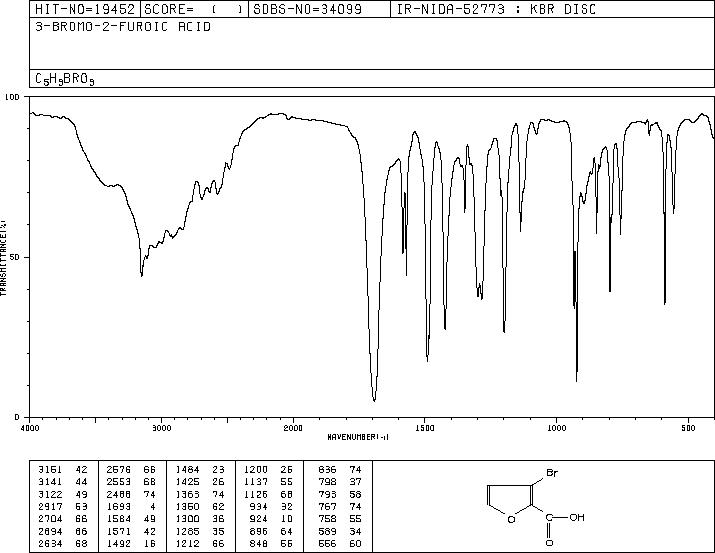 HIT-NO=19452 SCORE= ( ) SDBS-NO=34099 IR-NIDA-52773 : KBR DISC
3-BROMO-2-FUROIC ACID
C5H3BRO3
100
50
0
TRANSMITTANCE(%)
4000 3000 2000 1500 1000 500
WAVENUMBER(-1)
3151 42 2576 66 1484 23 1200 25 836 74
3141 44 2553 68 1425 26 1137 55 798 37
3122 49 2488 74 1363 74 1126 68 793 58
2917 53 1693 4 1350 62 934 32 767 74
2704 66 1584 49 1300 36 924 10 758 55
2694 66 1571 42 1285 35 896 64 589 34
2634 68 1492 16 1212 66 848 55 556 60
Br
O
C
OH
O